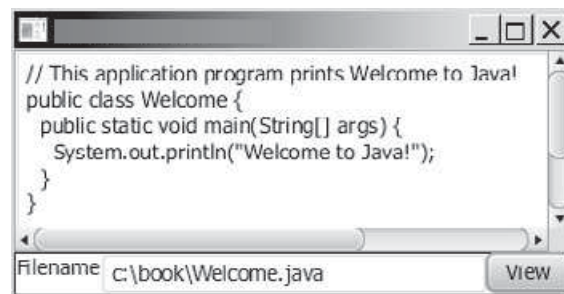 // This application program prints Welcome to Java!
public class Welcome {
public static void main(String[] args) {
System.out.println("Welcome to Java!");
}
}
Filename c:\book\Welcome.java View